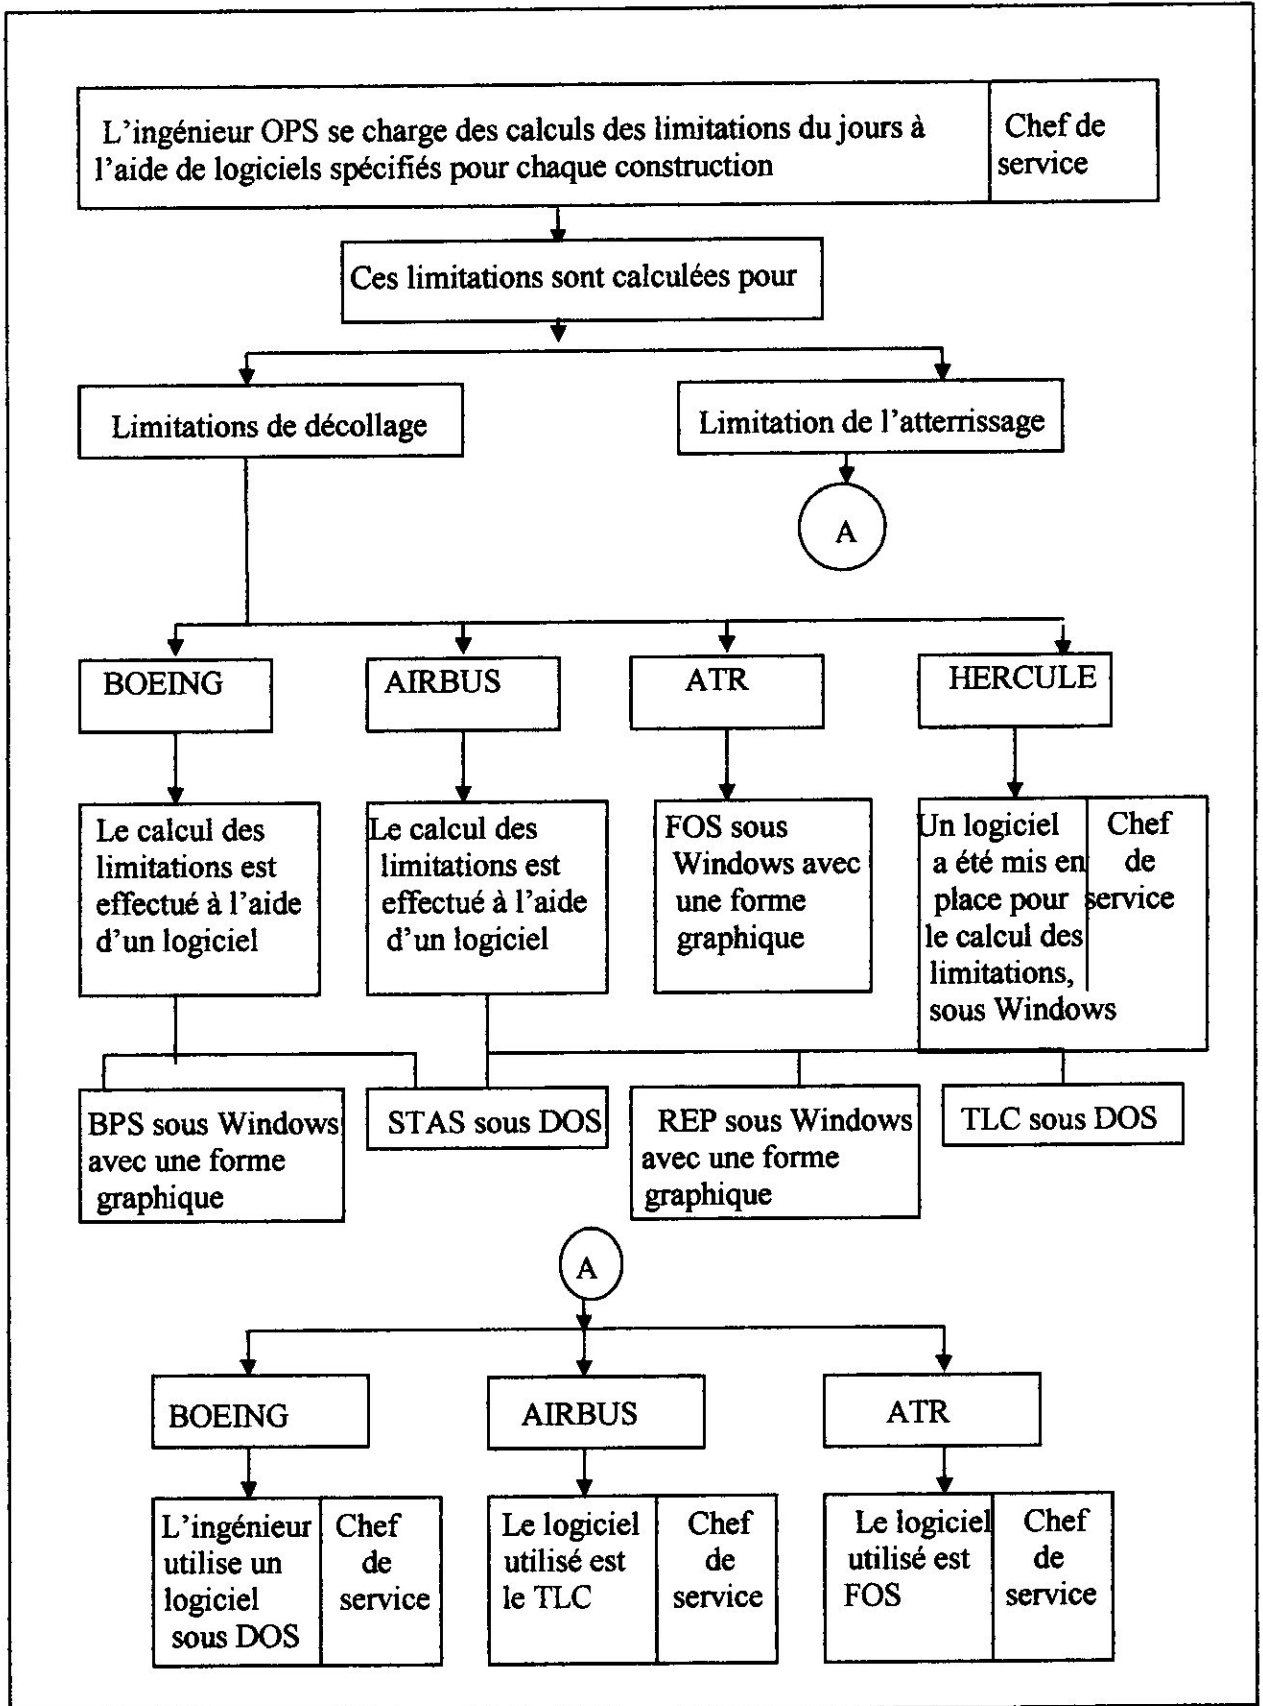 L'ingénieur OPS se charge des calculs des limitations du jours à
l'aide de logiciels spécifiés pour chaque construction
Chef de
service
Ces limitations sont calculées pour
Limitations de décollage
Limitation de l'atterrissage
A
BOEING
AIRBUS
ATR
HERCULE
Le calcul des
limitations est
effectué à l'aide
d'un logiciel
Le calcul des
limitations est
effectué à l'aide
d'un logiciel
FOS sous
Windows avec
une forme
graphique
Un logiciel
a été mis en
place pour
le calcul des
limitations,
sous Windows
Chef
de
service
BPS sous Windows
avec une forme
graphique
STAS sous DOS
REP sous Windows
avec une forme
graphique
TLC sous DOS
A
BOEING
AIRBUS
ATR
L'ingénieur
utilise un
logiciel
sous DOS
Chef
de
service
Le logiciel
utilisé est
le TLC
Chef
de
service
Le logiciel
utilisé est
FOS
Chef
de
service